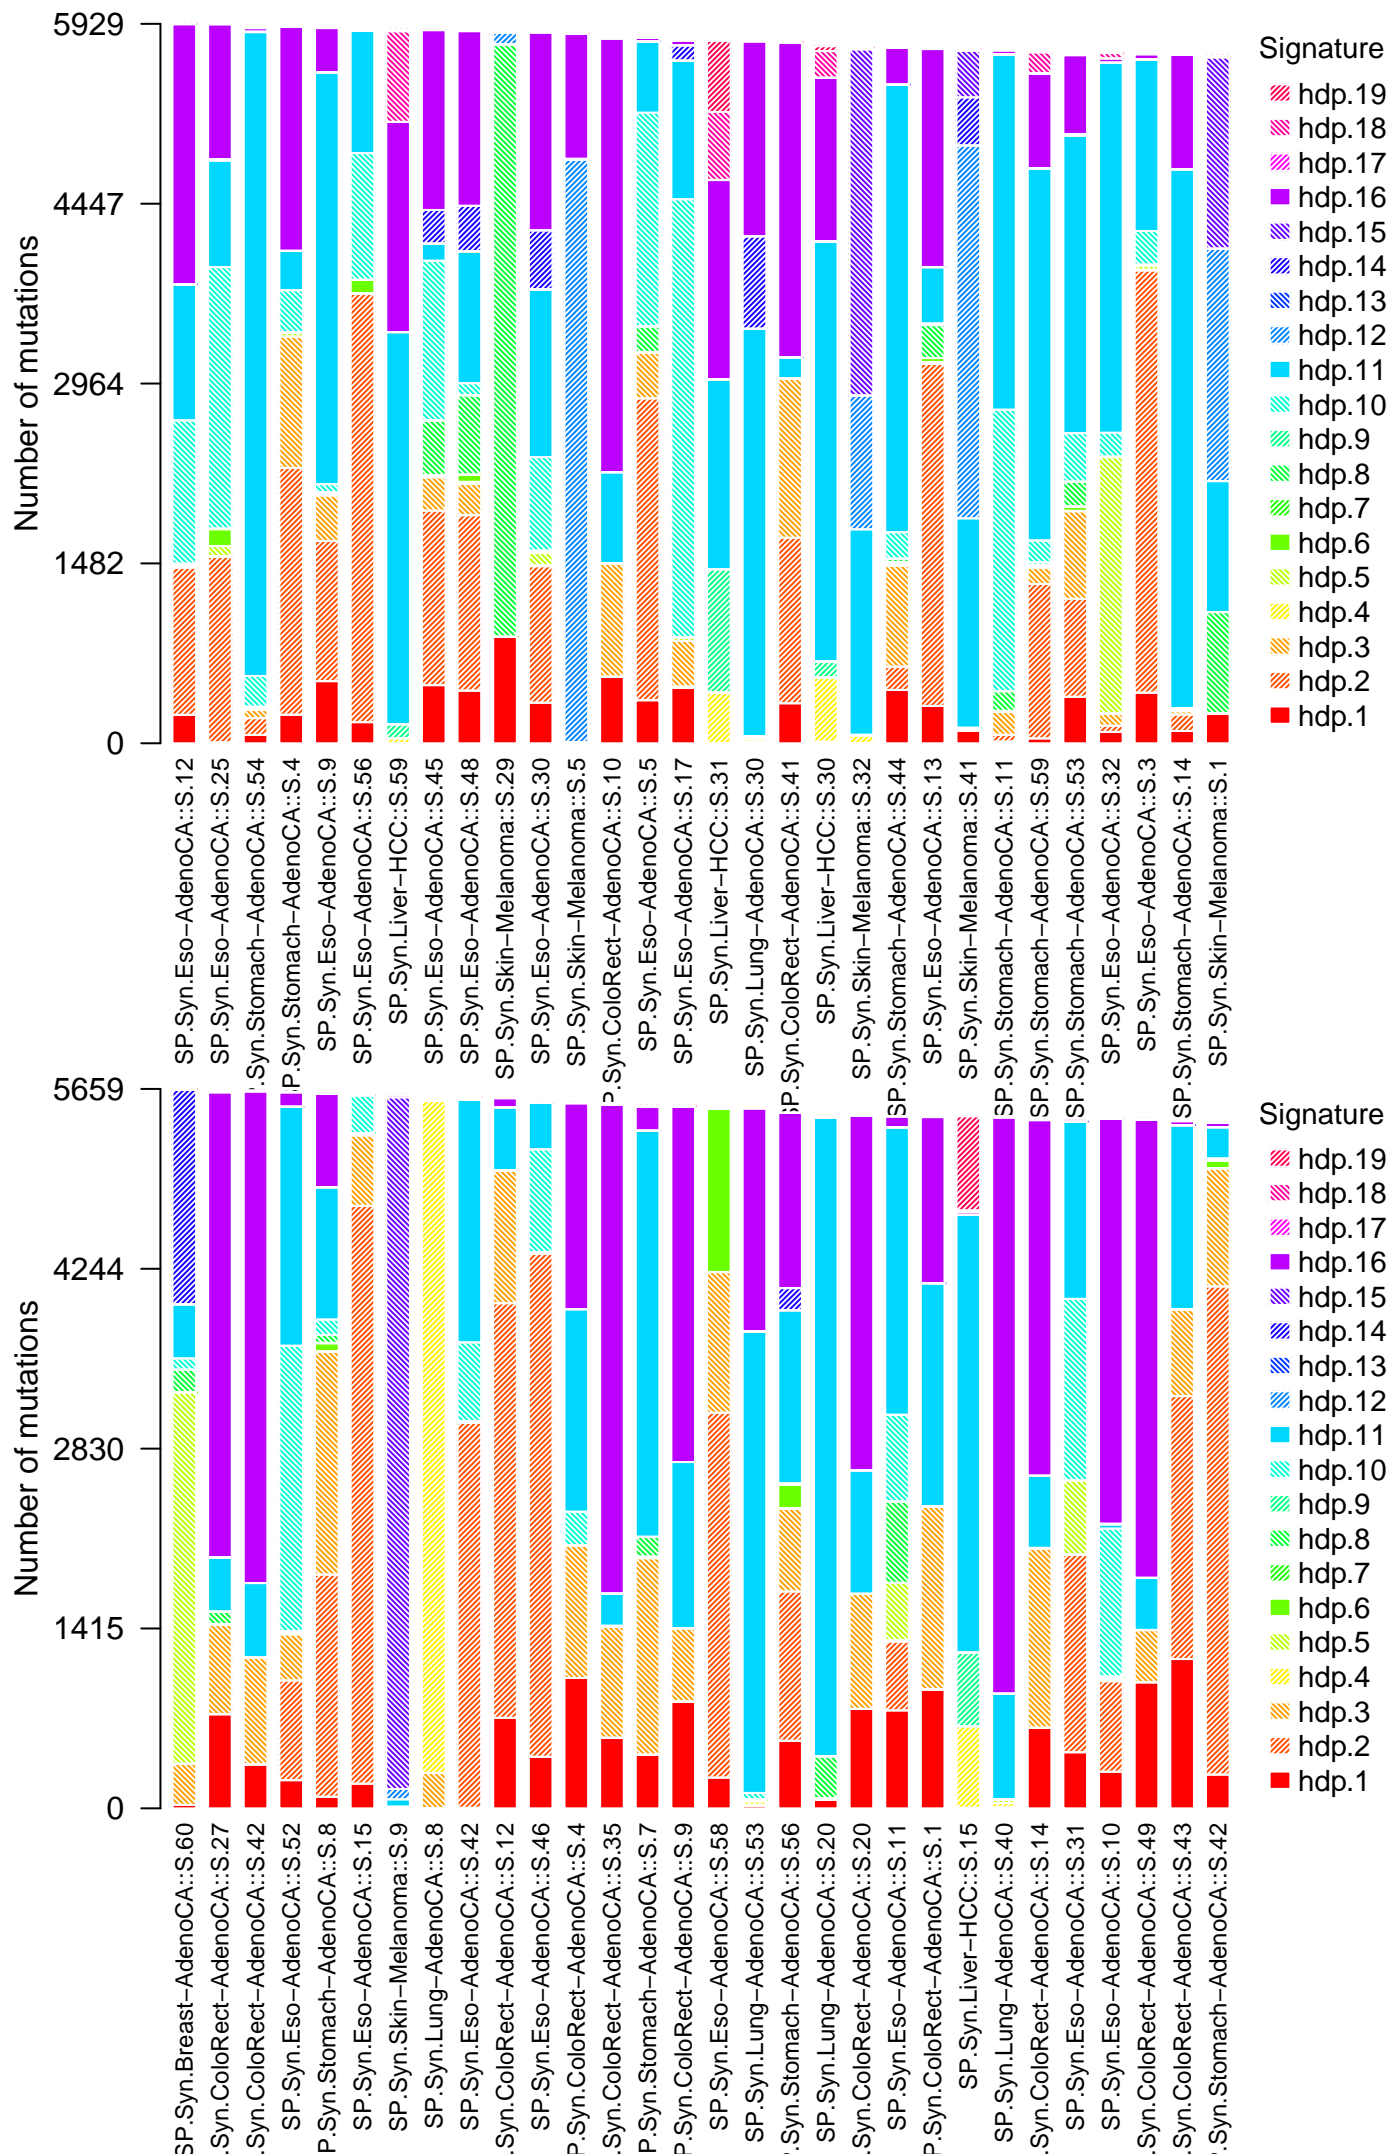 Number of mutations
5929
4447
2964
1482
0
Signature
hdp.19
hdp.18
hdp.17
hdp.16
hdp.15
hdp.14
hdp.13
hdp.12
hdp.11
hdp.10
hdp.9
hdp.8
hdp.7
hdp.6
hdp.5
hdp.4
hdp.3
hdp.2
hdp.1
SP.Syn.Eso−AdenoCA::S.12
SP.Syn.Eso−AdenoCA::S.25
P.Syn.Stomach−AdenoCA::S.54
SP.Syn.Stomach−AdenoCA::S.4
SP.Syn.Eso−AdenoCA::S.9
SP.Syn.Eso−AdenoCA::S.56
SP.Syn.Liver−HCC::S.59
SP.Syn.Eso−AdenoCA::S.45
SP.Syn.Eso−AdenoCA::S.48
SP.Syn.Skin−Melanoma::S.29
SP.Syn.Eso−AdenoCA::S.30
SP.Syn.Skin−Melanoma::S.5
P.Syn.ColoRect−AdenoCA::S.10
SP.Syn.Eso−AdenoCA::S.5
SP.Syn.Eso−AdenoCA::S.17
SP.Syn.Liver−HCC::S.31
SP.Syn.Lung−AdenoCA::S.30
SP.Syn.ColoRect−AdenoCA::S.41
SP.Syn.Liver−HCC::S.30
SP.Syn.Skin−Melanoma::S.32
SP.Syn.Stomach−AdenoCA::S.44
SP.Syn.Eso−AdenoCA::S.13
SP.Syn.Skin−Melanoma::S.41
SP.Syn.Stomach−AdenoCA::S.11
SP.Syn.Stomach−AdenoCA::S.59
SP.Syn.Stomach−AdenoCA::S.53
SP.Syn.Eso−AdenoCA::S.32
SP.Syn.Eso−AdenoCA::S.3
SP.Syn.Stomach−AdenoCA::S.14
SP.Syn.Skin−Melanoma::S.1
Number of mutations
5659
4244
2830
1415
0
Signature
hdp.19
hdp.18
hdp.17
hdp.16
hdp.15
hdp.14
hdp.13
hdp.12
hdp.11
hdp.10
hdp.9
hdp.8
hdp.7
hdp.6
hdp.5
hdp.4
hdp.3
hdp.2
hdp.1
SP.Syn.Breast−AdenoCA::S.60
.Syn.ColoRect−AdenoCA::S.27
.Syn.ColoRect−AdenoCA::S.42
SP.Syn.Eso−AdenoCA::S.52
P.Syn.Stomach−AdenoCA::S.8
SP.Syn.Eso−AdenoCA::S.15
SP.Syn.Skin−Melanoma::S.9
SP.Syn.Lung−AdenoCA::S.8
SP.Syn.Eso−AdenoCA::S.42
.Syn.ColoRect−AdenoCA::S.12
SP.Syn.Eso−AdenoCA::S.46
P.Syn.ColoRect−AdenoCA::S.4
.Syn.ColoRect−AdenoCA::S.35
P.Syn.Stomach−AdenoCA::S.7
P.Syn.ColoRect−AdenoCA::S.9
SP.Syn.Eso−AdenoCA::S.58
SP.Syn.Lung−AdenoCA::S.53
.Syn.Stomach−AdenoCA::S.56
SP.Syn.Lung−AdenoCA::S.20
.Syn.ColoRect−AdenoCA::S.20
SP.Syn.Eso−AdenoCA::S.11
P.Syn.ColoRect−AdenoCA::S.1
SP.Syn.Liver−HCC::S.15
SP.Syn.Lung−AdenoCA::S.40
.Syn.ColoRect−AdenoCA::S.14
SP.Syn.Eso−AdenoCA::S.31
SP.Syn.Eso−AdenoCA::S.10
.Syn.ColoRect−AdenoCA::S.49
.Syn.ColoRect−AdenoCA::S.43
.Syn.Stomach−AdenoCA::S.42